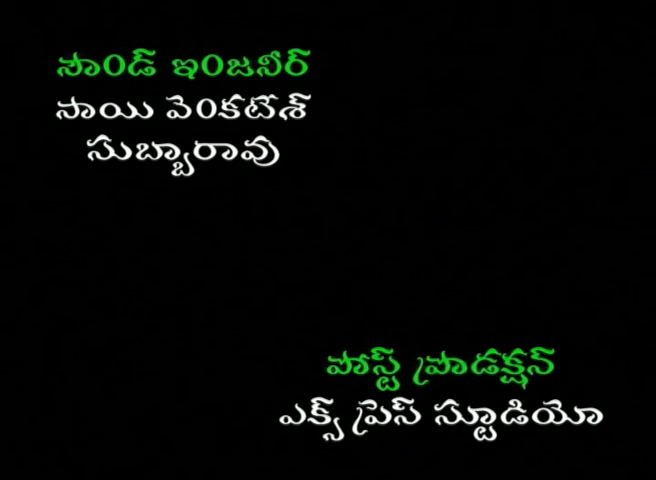 సౌండ్ ఇంజనీర్
సాయి వెంకటేశ్
సుబ్బారావు
పోస్ట్ ప్రొడక్షన్
ఎక్స్ ప్రెస్ స్టూడియో